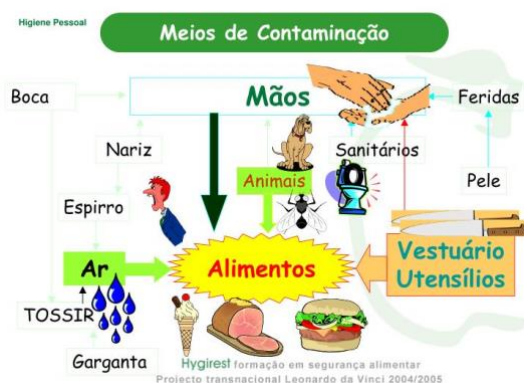 Higiene Pessoal
Meios de Contaminação
Boca
Mãos
Feridas
Nariz
Sanitários
Animais
Pele
Espirro
Ar
Alimentos
Vestuário
Utensílios
TOSSIR
Garganta
Hygirest formação em segurança alimentar
Projecto transnacional Leonardo da Vinci 2004/2005